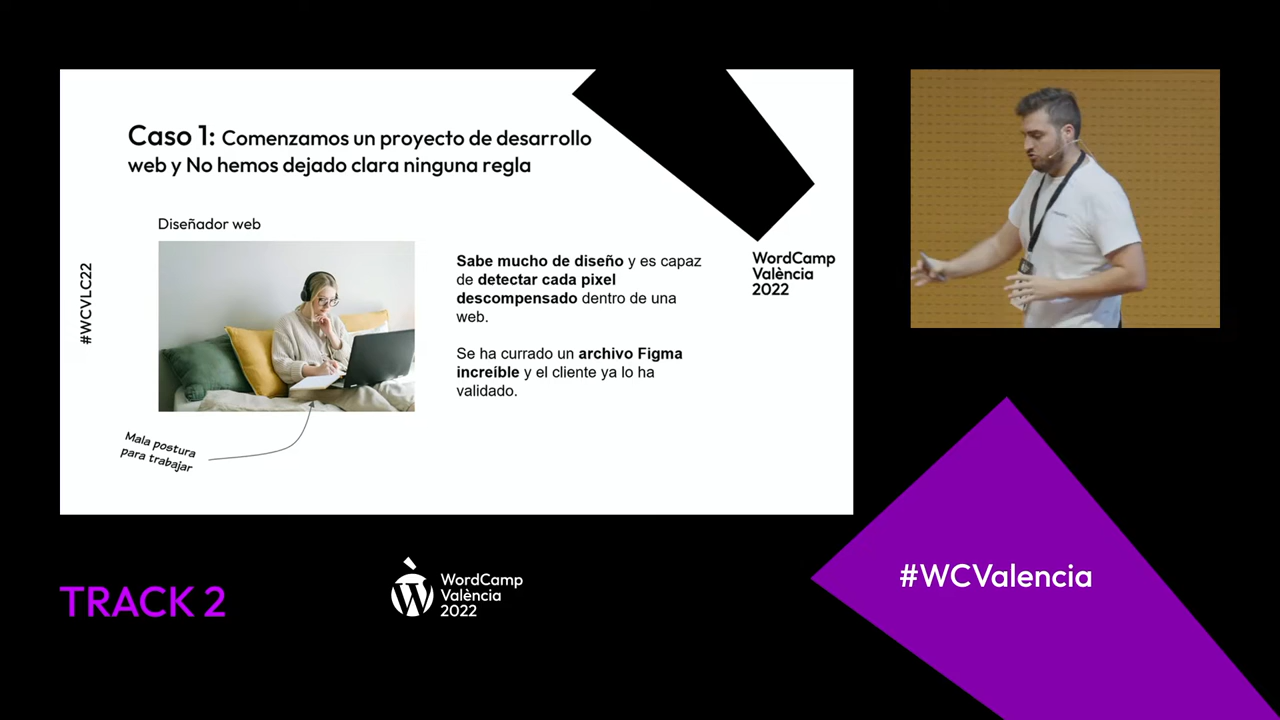 Caso 1: Comenzamos un proyecto de desarrollo
web y No hemos dejado clara ninguna regla
Diseñador web
#WCVLC22
Sabe mucho de diseño y es capaz
de detectar cada pixel
descompensado dentro de una
web.
Se ha currado un archivo Figma
increíble y el cliente ya lo ha
validado.
Mala postura
para trabajar
WordCamp
València
2022
TRACK 2
WordCamp
València
2022
#WCValencia